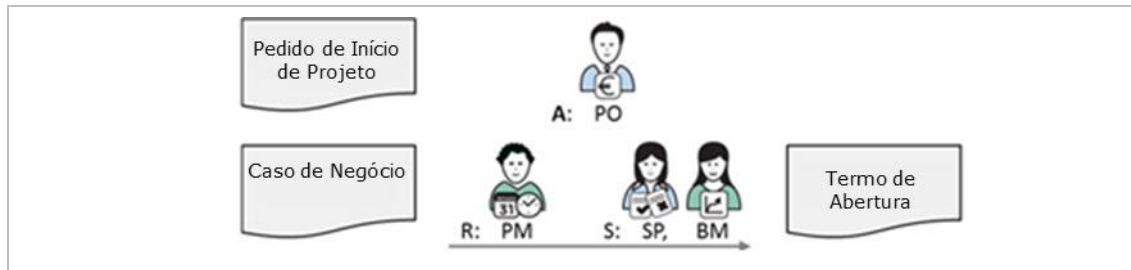 Pedido de Início
de Projeto
€
A: PO
Caso de Negócio
31
R: PM
S: SP, BM
Termo de
Abertura